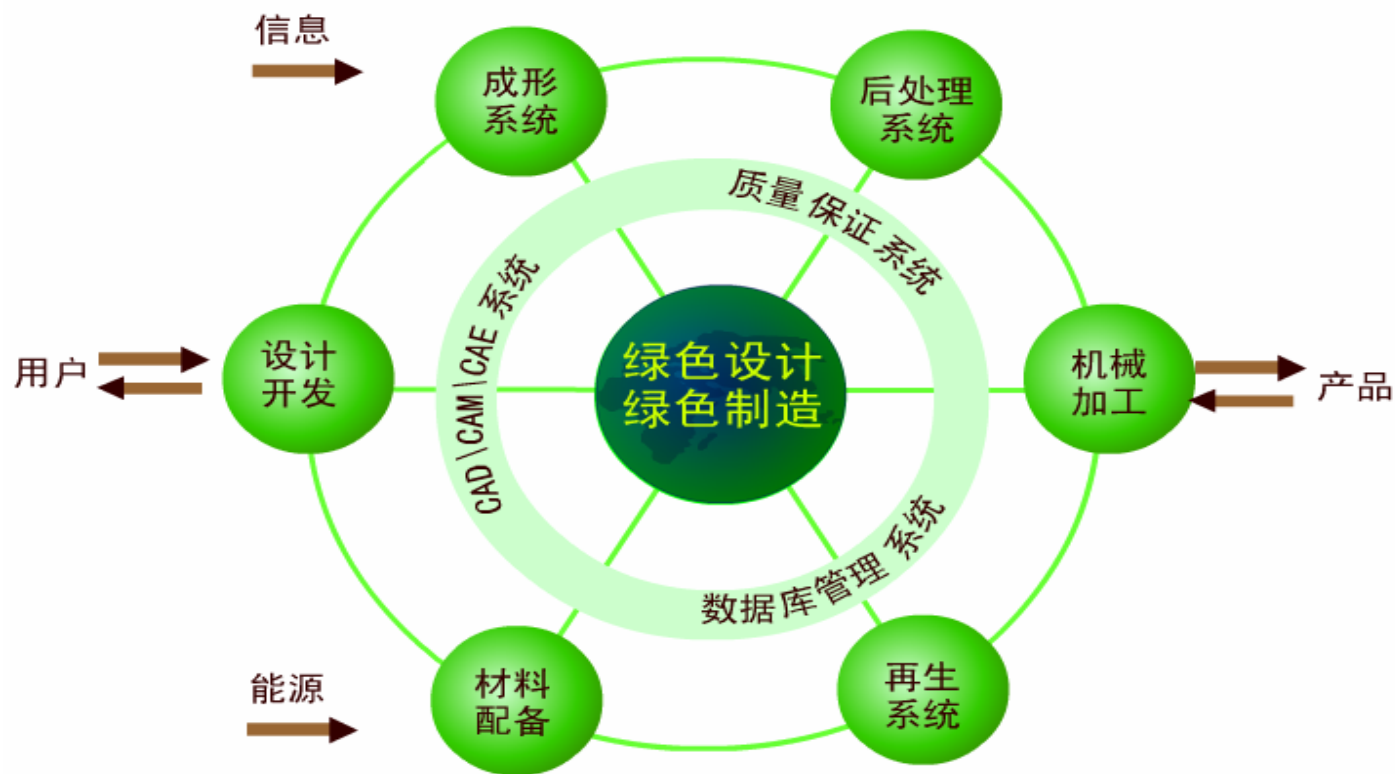 信息
成形
系统
后处理
系统
质量保证系统
CAD\CAM\CAE系统
用户
设计
开发
绿色设计
绿色制造
机械
加工
产品
数据库管理系统
能源
材料
配备
再生
系统